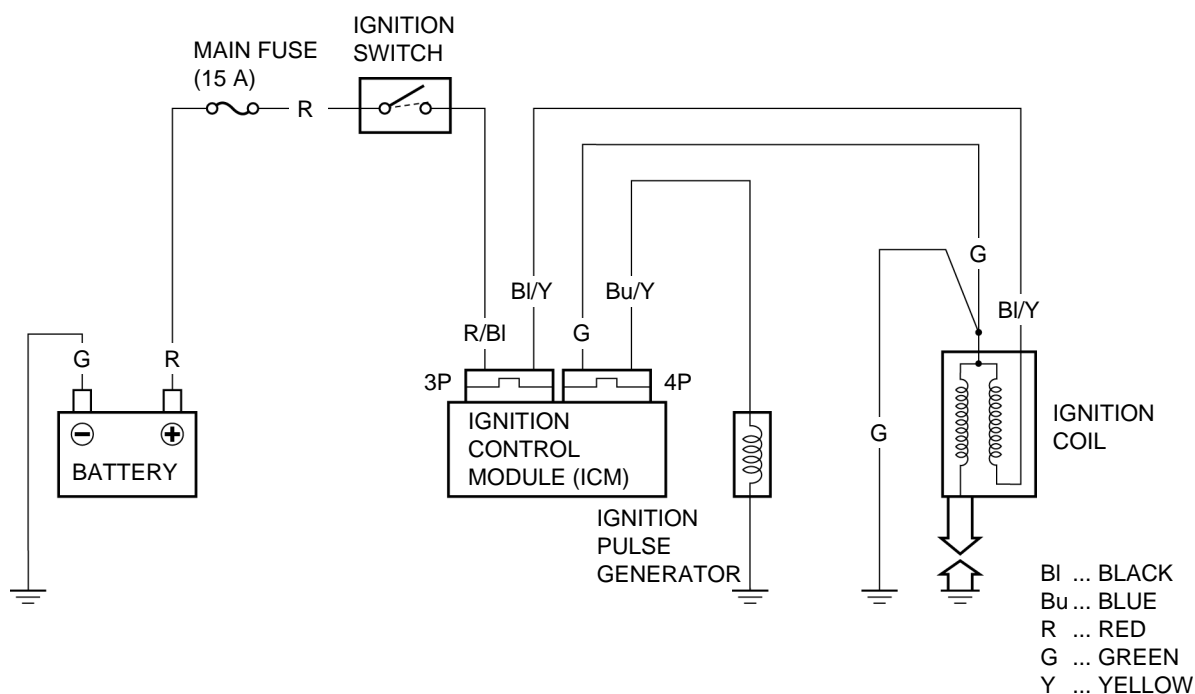 IGNITION
SWITCH
MAIN FUSE
(15 A)
R
G
Bl/Y
Bu/Y
Bl/Y
R/Bl
G
G
R
3P
4P
IGNITION
CONTROL
MODULE (ICM)
G
IGNITION
COIL
BATTERY
IGNITION
PULSE
GENERATOR
Bl ... BLACK
Bu ... BLUE
R ... RED
G ... GREEN
Y ... YELLOW